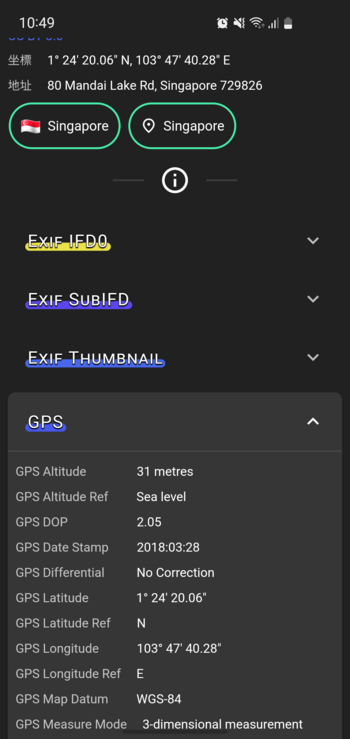 10:49
坐標 1° 24' 20.06" N, 103° 47' 40.28" E
地址 80 Mandai Lake Rd, Singapore 729826
Singapore Singapore
Exif IFD0
Exif SubIFD
Exif Thumbnail
GPS
GPS Altitude 31 metres
GPS Altitude Ref Sea level
GPS DOP 2.05
GPS Date Stamp 2018:03:28
GPS Differential No Correction
GPS Latitude 1° 24' 20.06"
GPS Latitude Ref N
GPS Longitude 103° 47' 40.28"
GPS Longitude Ref E
GPS Map Datum WGS-84
GPS Measure Mode 3-dimensional measurement